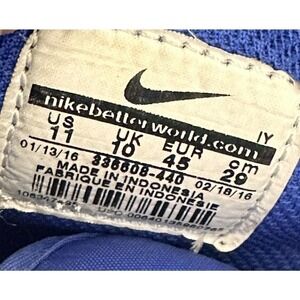 nikebetterworld.com IY
US UK EUR cm
11 10 45 29
01/13/16 336608-440 02/18/16
MADE IN INDONESIA
FABRIQUE EN INDONESIE